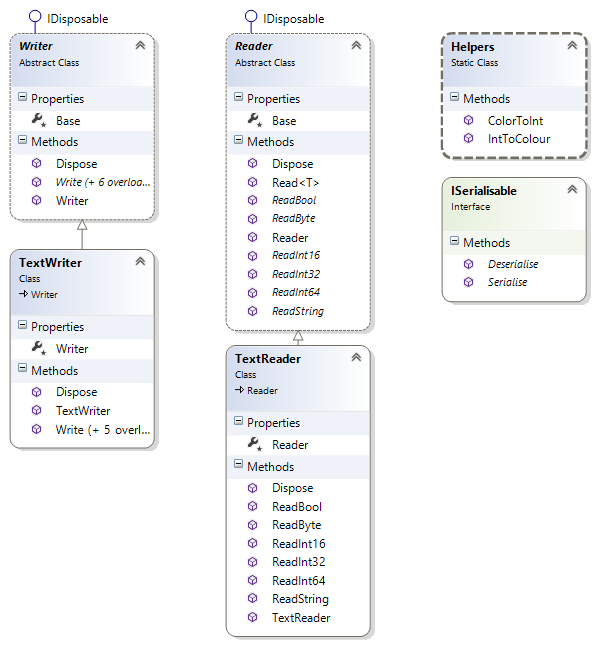 IDisposable
Writer
Abstract Class
Properties
Base
Methods
Dispose
Write (+ 6 overloa...
Writer
TextWriter
Class
Writer
Properties
Writer
Methods
Dispose
TextWriter
Write (+ 5 overl...
IDisposable
Reader
Abstract Class
Properties
Base
Methods
Dispose
Read<T>
ReadBool
ReadByte
Reader
ReadInt16
ReadInt32
ReadInt64
ReadString
TextReader
Class
Reader
Properties
Reader
Methods
Dispose
ReadBool
ReadByte
ReadInt16
ReadInt32
ReadInt64
ReadString
TextReader
Helpers
Static Class
Methods
ColorToInt
IntToColour
ISerialisable
Interface
Methods
Deserialise
Serialise